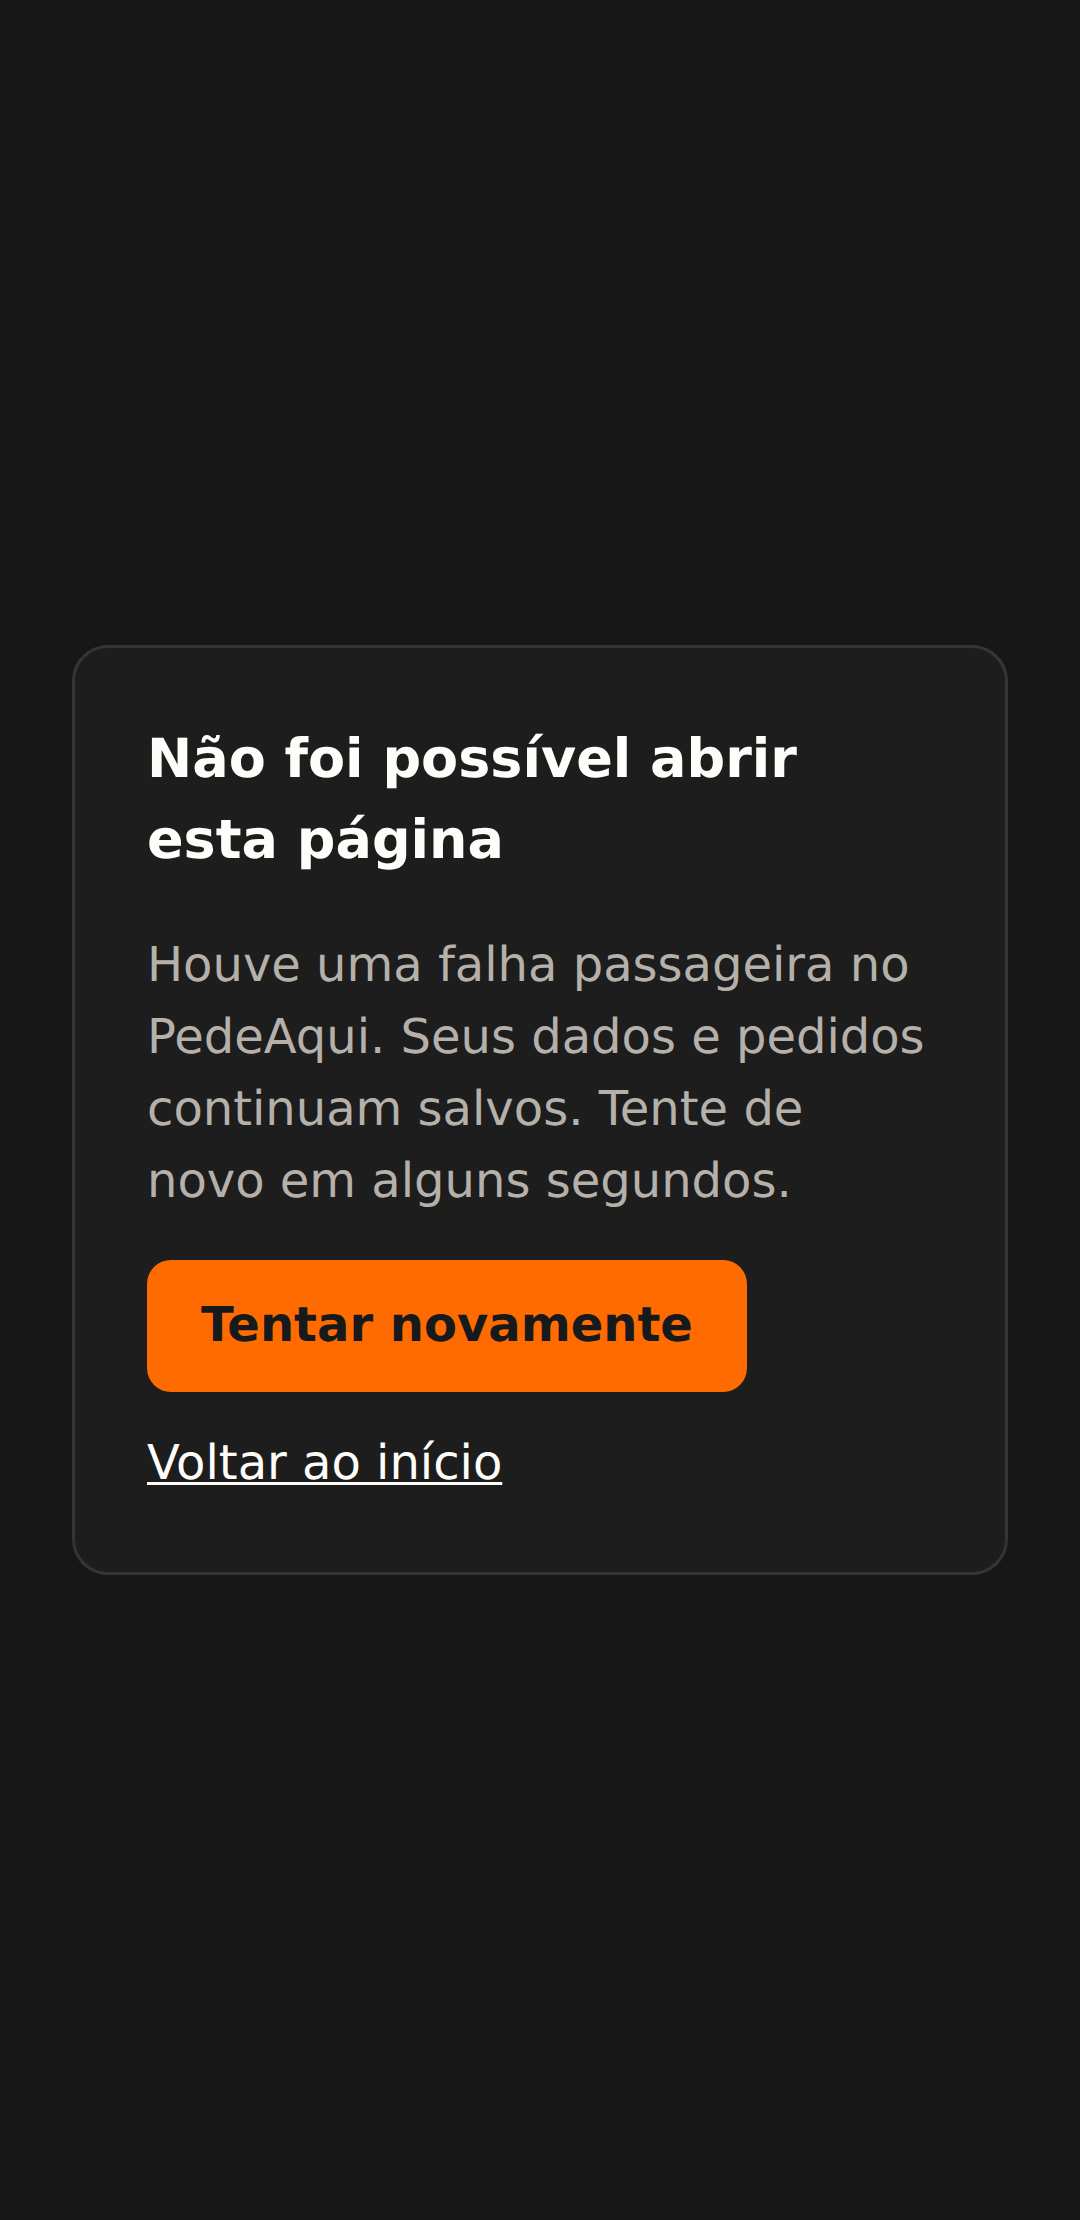 Não foi possível abrir
esta página
Houve uma falha passageira no
PedeAqui. Seus dados e pedidos
continuam salvos. Tente de
novo em alguns segundos.
Tentar novamente
Voltar ao início